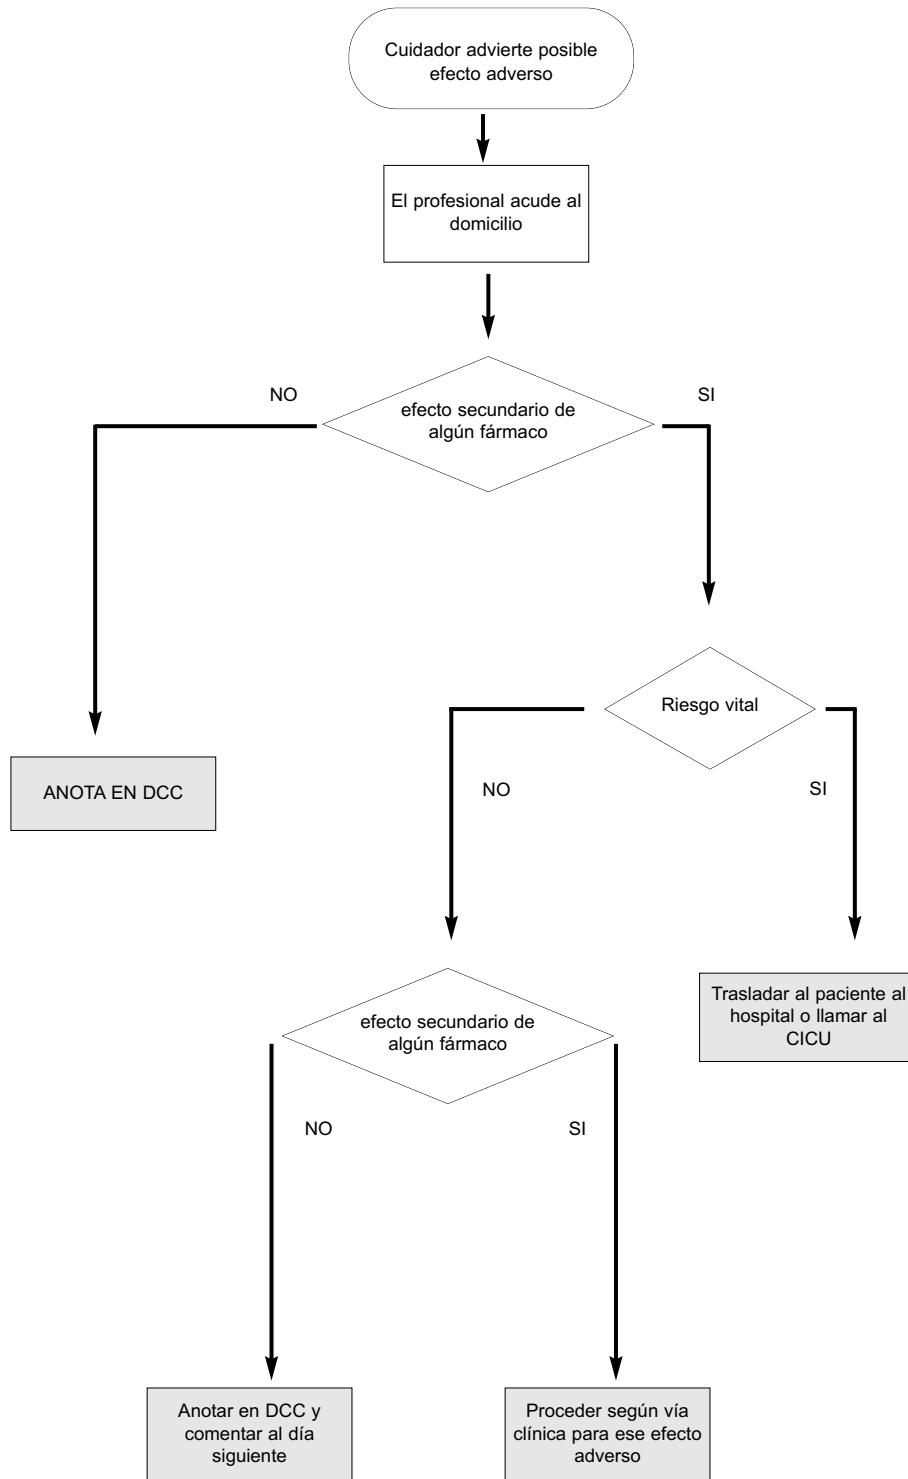 Cuidador advierte posible
efecto adverso
El profesional acude al
domicilio
NO
SI
efecto secundario de
algún fármaco
Riesgo vital
ANOTA EN DCC
NO
SI
Trasladar al paciente al
hospital o llamar al
CICU
efecto secundario de
algún fármaco
NO
SI
Anotar en DCC y
comentar al día
siguiente
Proceder según vía
clínica para ese efecto
adverso